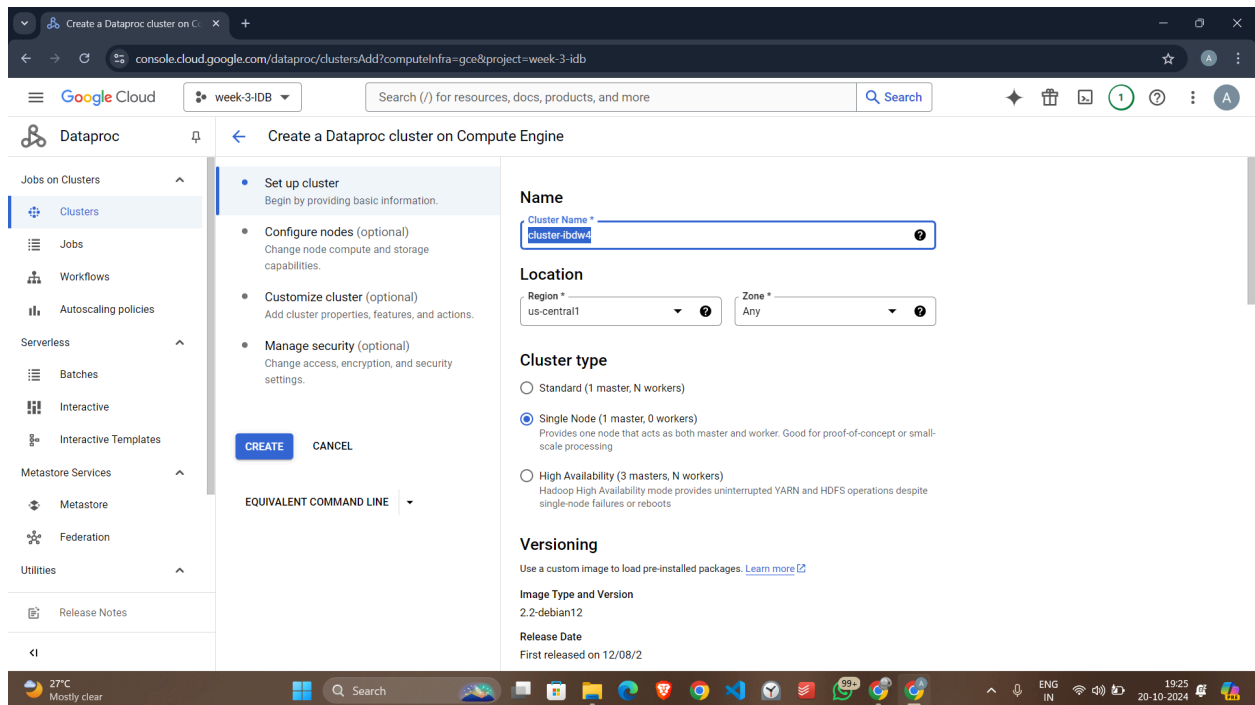 Create a Dataproc cluster on Co
console.cloud.google.com/dataproc/clustersAdd?computeInfra=gce&project=week-3-idb
A
Google Cloud
week-3-IDB
Search (/) for resources, docs, products, and more
Search
1
A
Dataproc
Create a Dataproc cluster on Compute Engine
Jobs on Clusters
Clusters
Jobs
Workflows
Autoscaling policies
Serverless
Batches
Interactive
Interactive Templates
Metastore Services
Metastore
Federation
Utilities
Release Notes
Set up cluster
Begin by providing basic information.
Configure nodes (optional)
Change node compute and storage
capabilities.
Customize cluster (optional)
Add cluster properties, features, and actions.
Manage security (optional)
Change access, encryption, and security
settings.
CREATE
CANCEL
EQUIVALENT COMMAND LINE
Name
Cluster Name *
cluster-ibdw4
Location
Region *
us-central1
Zone *
Any
Cluster type
Standard (1 master, N workers)
Single Node (1 master, 0 workers)
Provides one node that acts as both master and worker. Good for proof-of-concept or small-
scale processing
High Availability (3 masters, N workers)
Hadoop High Availability mode provides uninterrupted YARN and HDFS operations despite
single-node failures or reboots
Versioning
Use a custom image to load pre-installed packages. Learn more
Image Type and Version
2.2-debian12
Release Date
First released on 12/08/2
27°C
Mostly clear
Search
99+
ENG
IN
19:25
20-10-2024